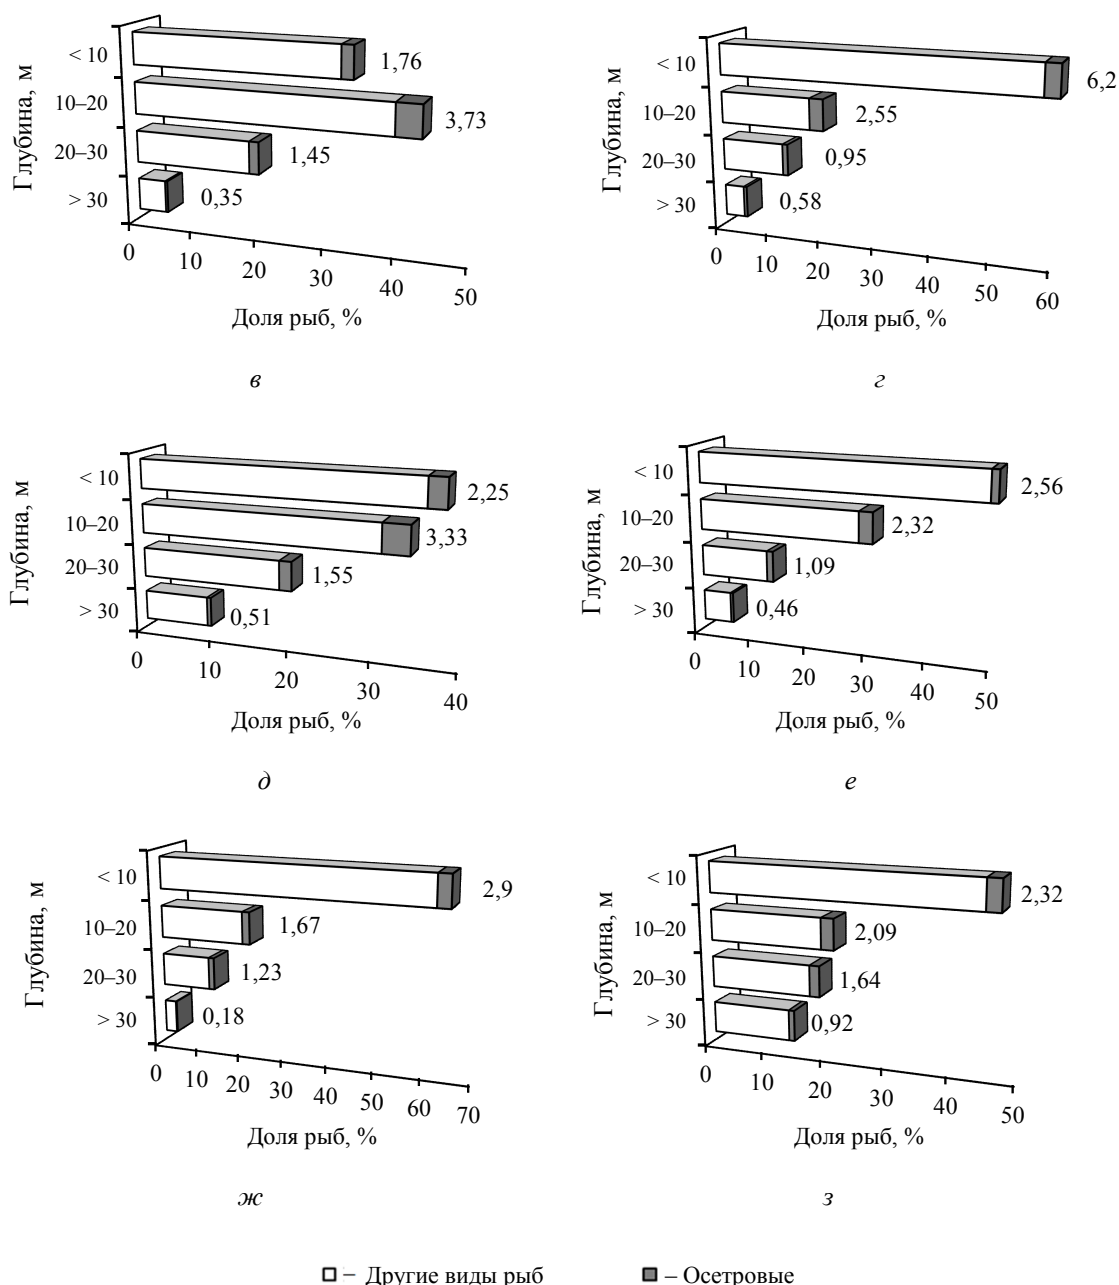 Глубина, м
< 10
1,76
10–20
3,73
20–30
1,45
> 30
0,35
0 10 20 30 40 50
Доля рыб, %
в
Глубина, м
< 10
6,2
10–20
2,55
20–30
0,95
> 30
0,58
0 10 20 30 40 50 60
Доля рыб, %
г
Глубина, м
< 10
2,25
10–20
3,33
20–30
1,55
> 30
0,51
0 10 20 30 40
Доля рыб, %
д
Глубина, м
< 10
2,56
10–20
2,32
20–30
1,09
> 30
0,46
0 10 20 30 40 50
Доля рыб, %
е
Глубина, м
< 10
2,9
10–20
1,67
20–30
1,23
> 30
0,18
0 10 20 30 40 50 60 70
Доля рыб, %
ж
Глубина, м
< 10
2,32
10–20
2,09
20–30
1,64
> 30
0,92
0 10 20 30 40 50
Доля рыб, %
з
– Другие виды рыб
– Осетровые